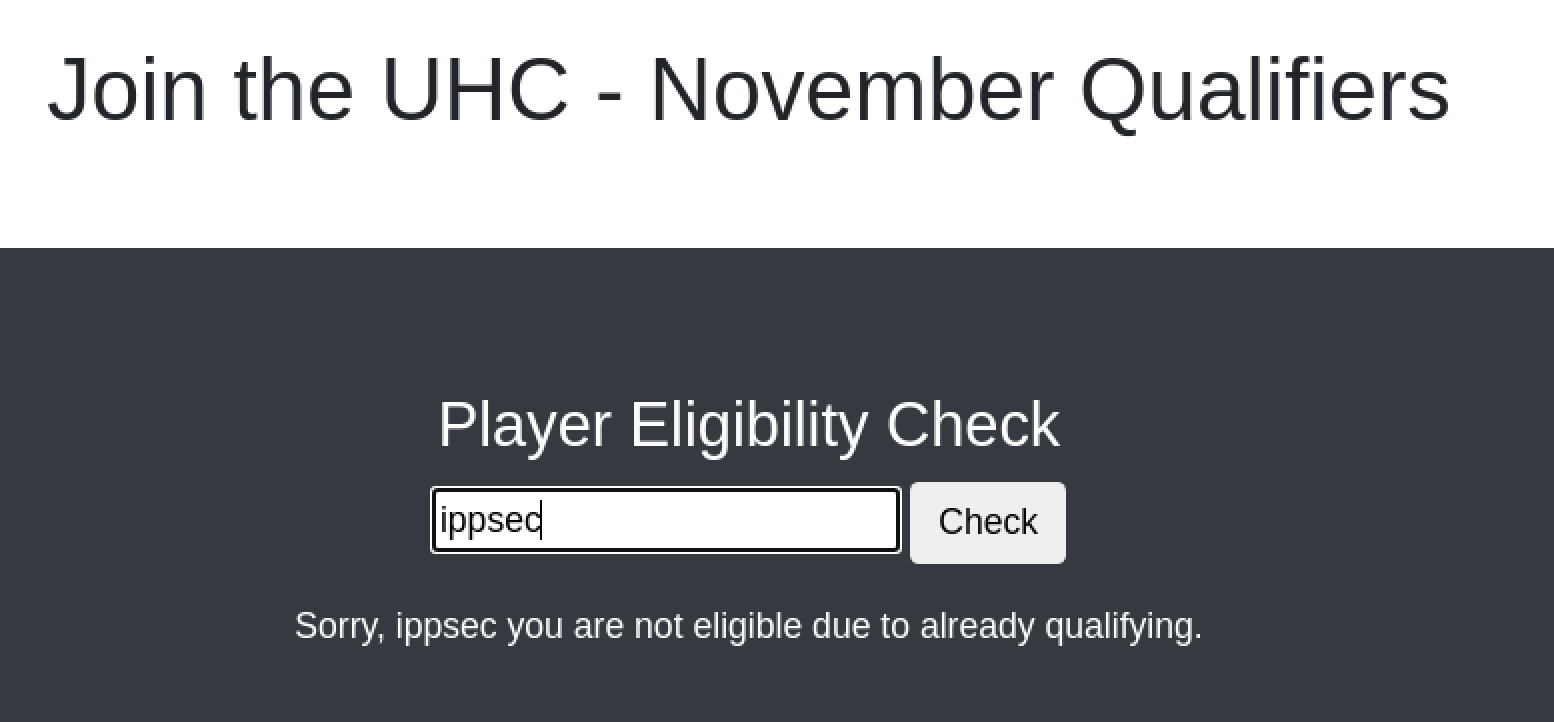 Join the UHC - November Qualifiers
Player Eligibility Check
ippsec Check
Sorry, ippsec you are not eligible due to already qualifying.